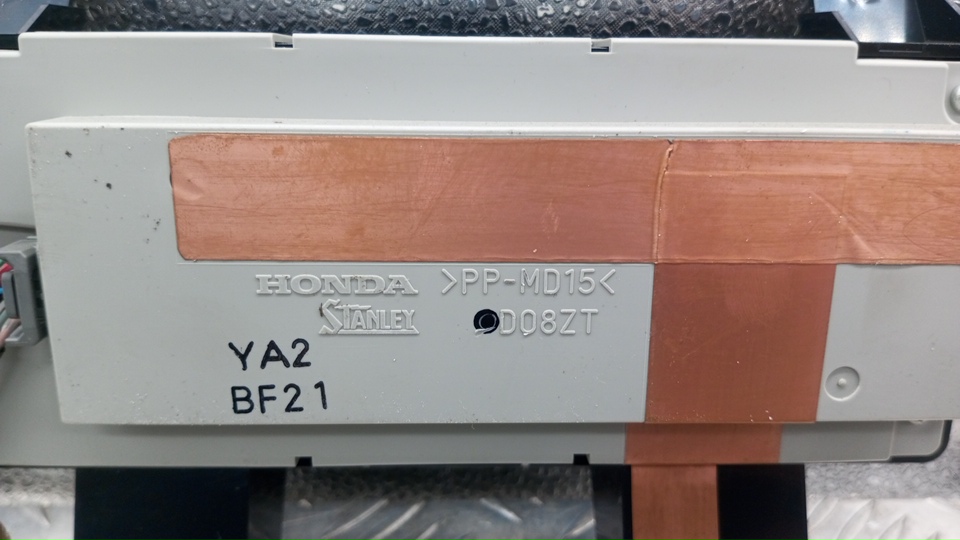 HONDA >PP-MD15<
STANLEY D08ZT
YA2
BF21